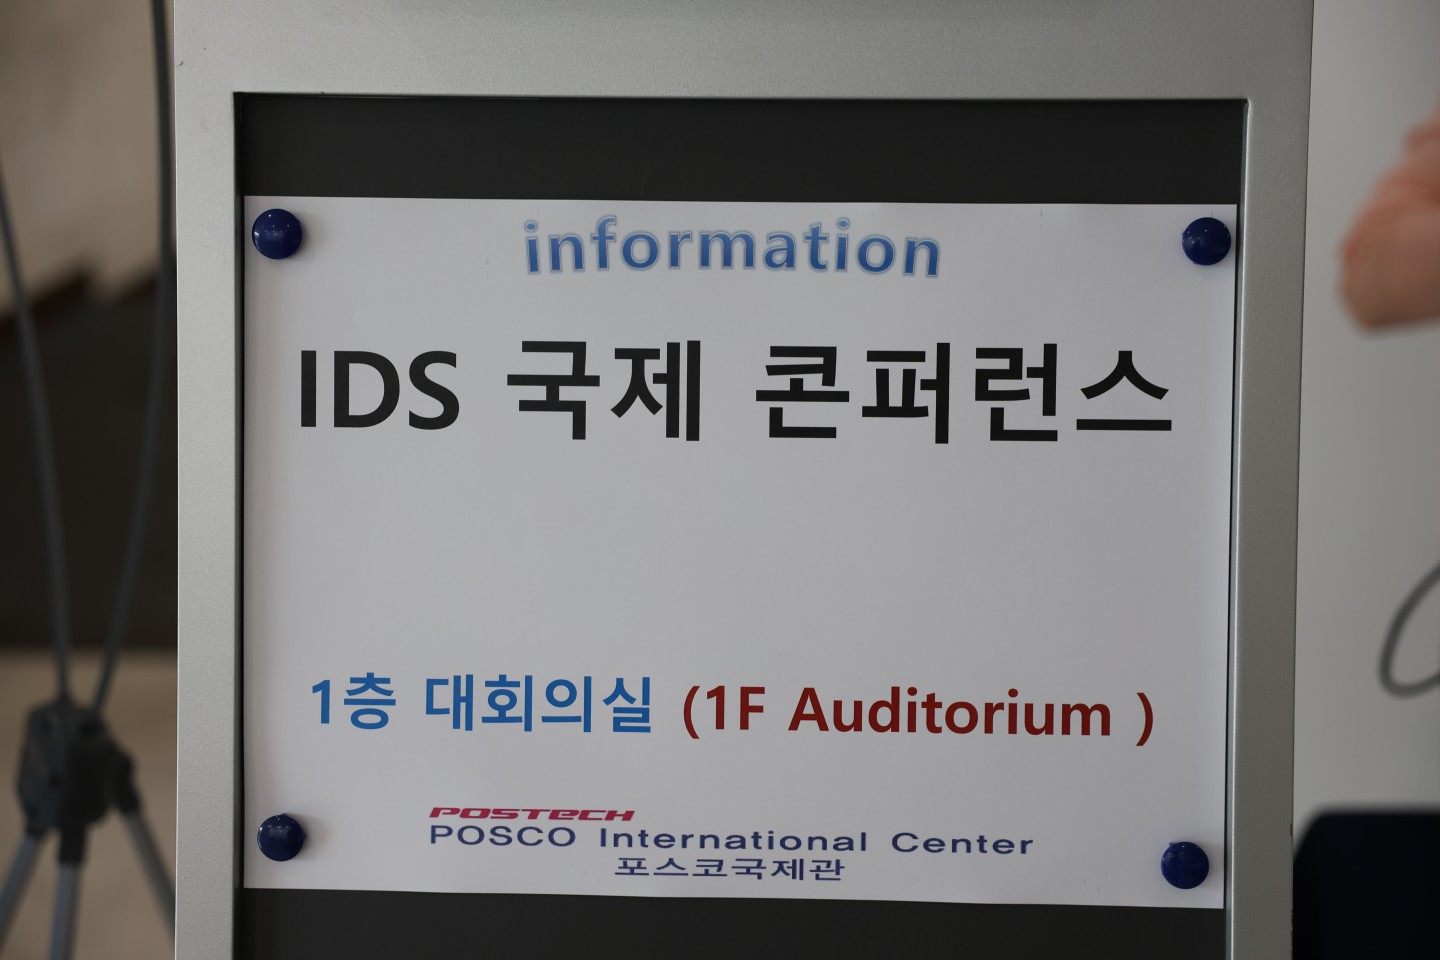 information
IDS 국제 콘퍼런스
1층 대회의실 (1F Auditorium )
POSTECH
POSCO International Center
포스코국제관